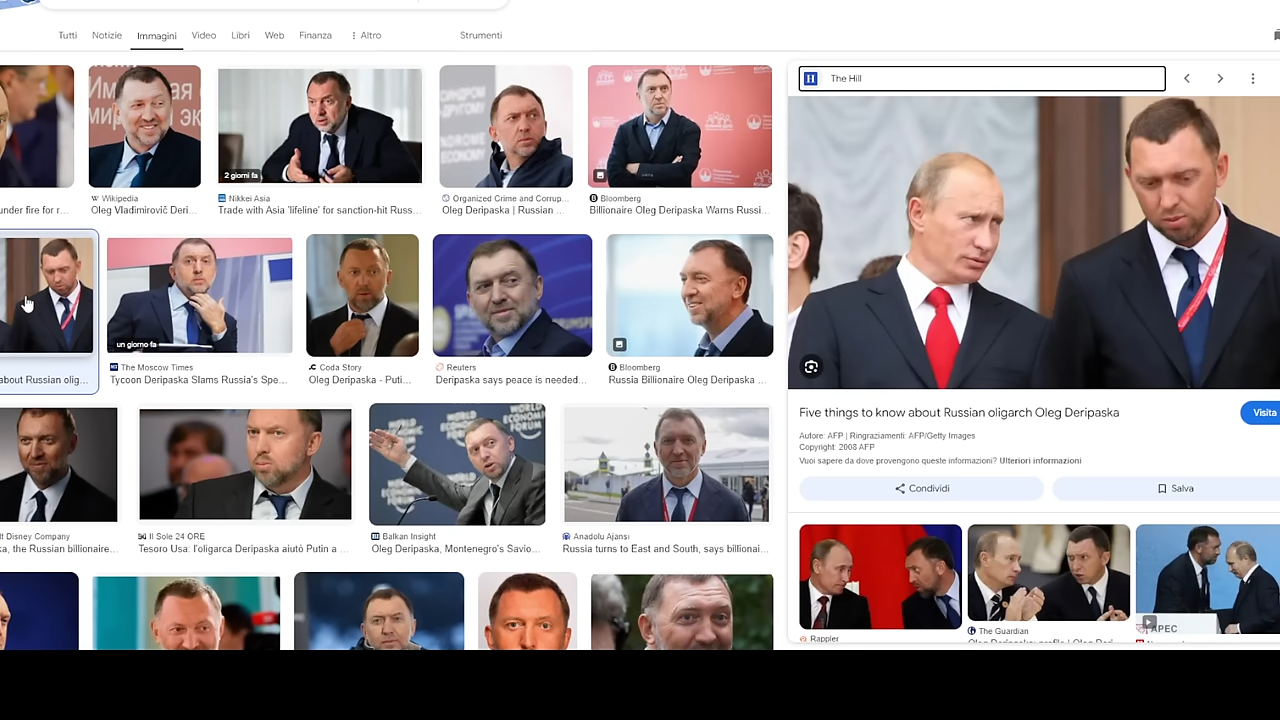 Tutti Notizie Immagini Video Libri Web Finanza Altro Strumenti
2 giorni fa
under fire for r...
Wikipedia
Oleg Vladimirovič Deri...
Nikkei Asia
Trade with Asia 'lifeline' for sanction-hit Russ...
Organized Crime and Corrup...
Oleg Deripaska | Russian ...
Bloomberg
Billionaire Oleg Deripaska Warns Russi...
un giorno fa
about Russian olig...
The Moscow Times
Tycoon Deripaska Slams Russia's Spe...
Coda Story
Oleg Deripaska - Puti...
Reuters
Deripaska says peace is needed...
Bloomberg
Russia Billionaire Oleg Deripaska ...
WORLD ECONOMIC FORUM
lt Disney Company
ka, the Russian billionaire...
Il Sole 24 ORE
Tesoro Usa: l'oligarca Deripaska aiutò Putin a ...
Balkan Insight
Oleg Deripaska, Montenegro's Savio...
Anadolu Ajansı
Russia turns to East and South, says billionai...
The Hill
Five things to know about Russian oligarch Oleg Deripaska
Visita
Autore: AFP | Ringraziamenti: AFP/Getty Images
Copyright: 2008 AFP
Vuoi sapere da dove provengono queste informazioni? Ulteriori informazioni
Condividi
Salva
Rappler
The Guardian
APEC